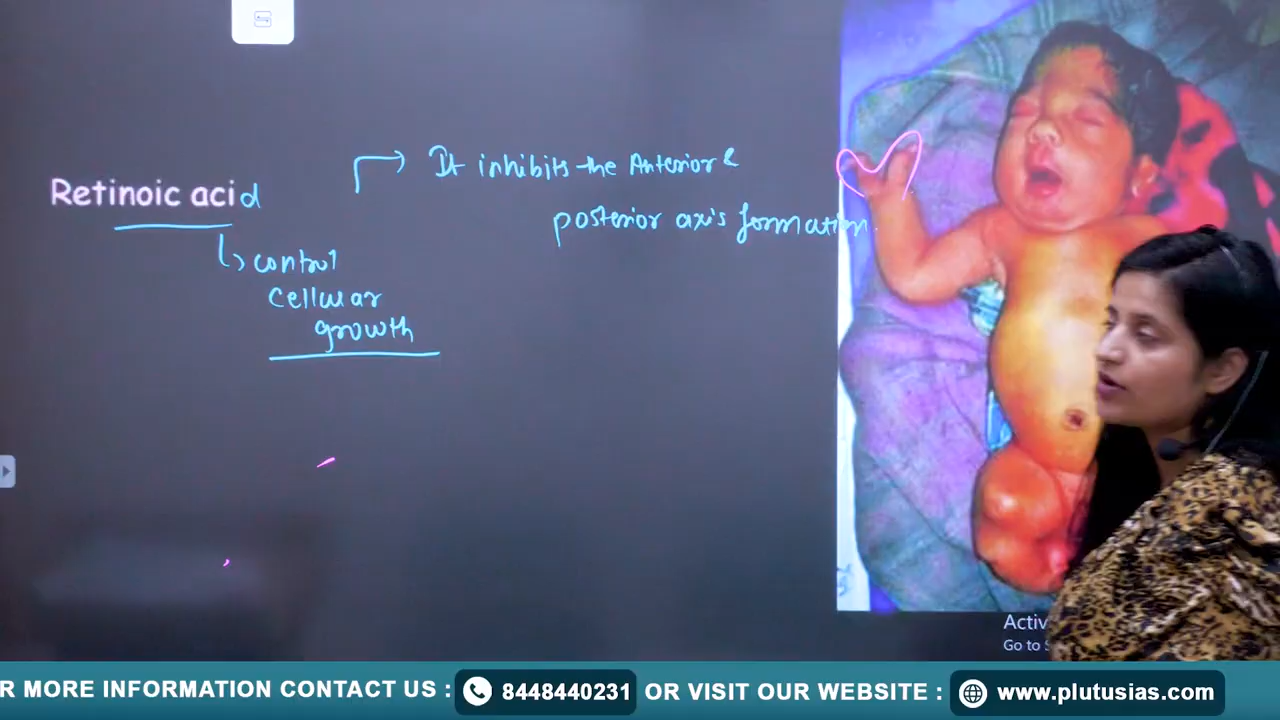 Retinoic acid
control
cellular
growth
It inhibits the Anterior &
posterior axis formation.
Activ
Go to S
R MORE INFORMATION CONTACT US : 8448440231 OR VISIT OUR WEBSITE : www.plutusias.com